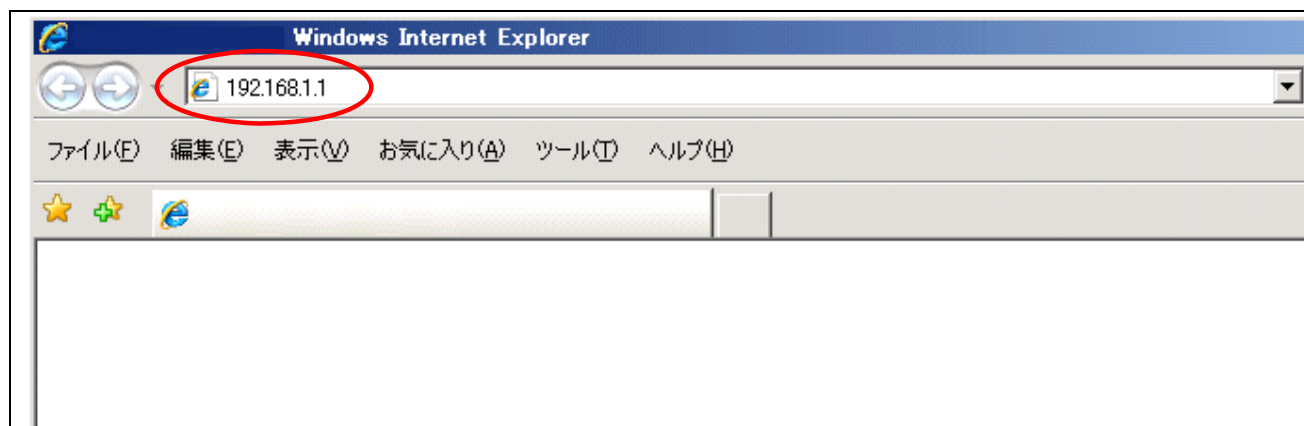 Windows Internet Explorer
192.168.1.1
ファイル(F) 編集(E) 表示(V) お気に入り(A) ツール(T) ヘルプ(H)